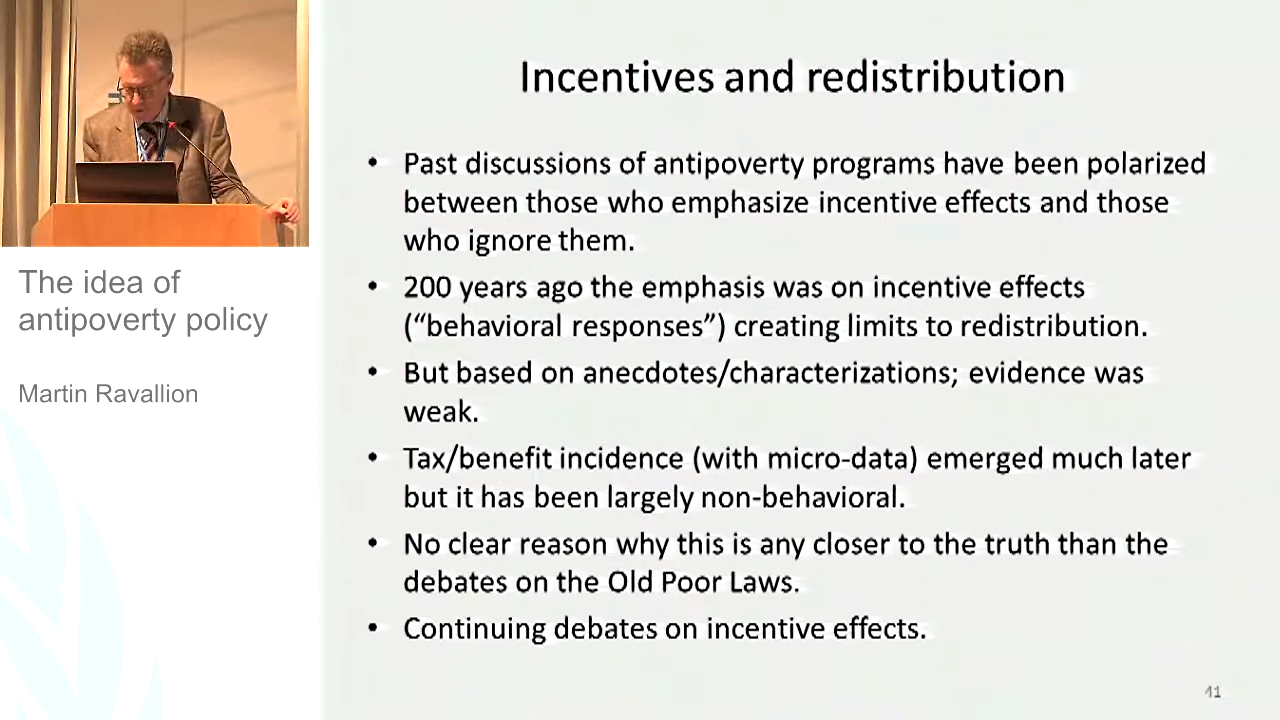 The idea of
antipoverty policy
Martin Ravallion
Incentives and redistribution
• Past discussions of antipoverty programs have been polarized
between those who emphasize incentive effects and those
who ignore them.
• 200 years ago the emphasis was on incentive effects
(“behavioral responses”) creating limits to redistribution.
• But based on anecdotes/characterizations; evidence was
weak.
• Tax/benefit incidence (with micro-data) emerged much later
but it has been largely non-behavioral.
• No clear reason why this is any closer to the truth than the
debates on the Old Poor Laws.
• Continuing debates on incentive effects.
41